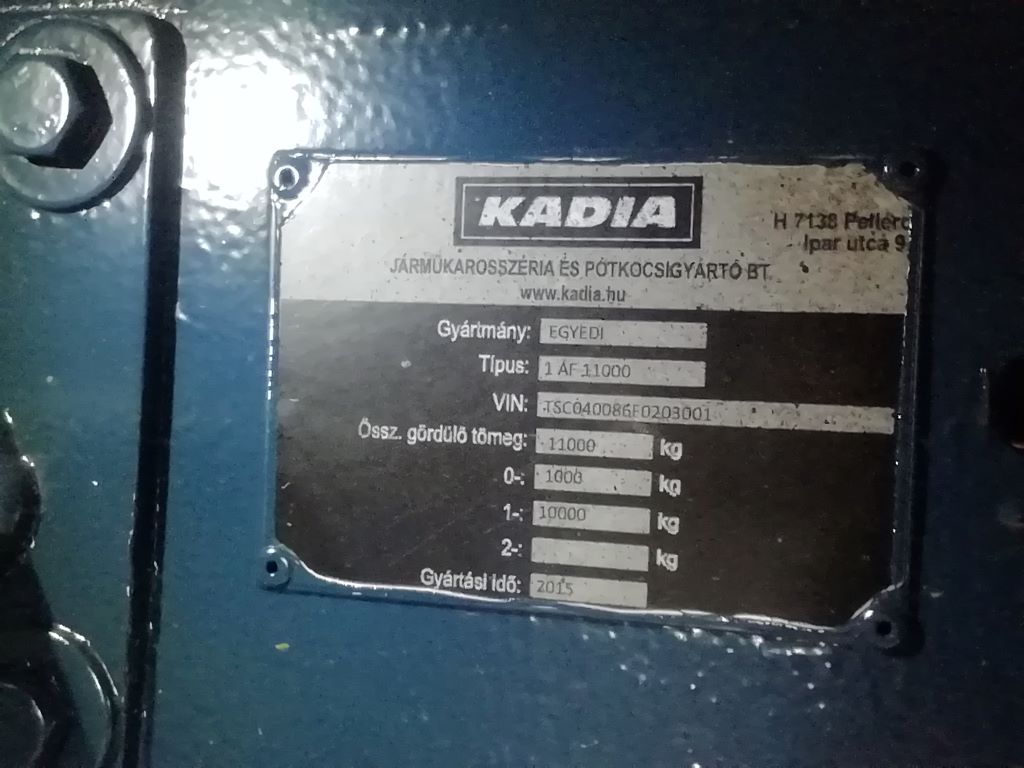 KADIA
H 7138
Ipar utca 9.
JÁRMŰKAROSSZÉRIA ÉS PÓTKOCSIGYÁRTÓ BT
www.kadia.hu
Gyártmány: EGYEDI
Típus: 1 ÁF 11000
VIN: TSC040086F0203001
Össz. gördülő tömeg: 11000 kg
0-: 1000 kg
1-: 10000 kg
2-: kg
Gyártási idő: 2015